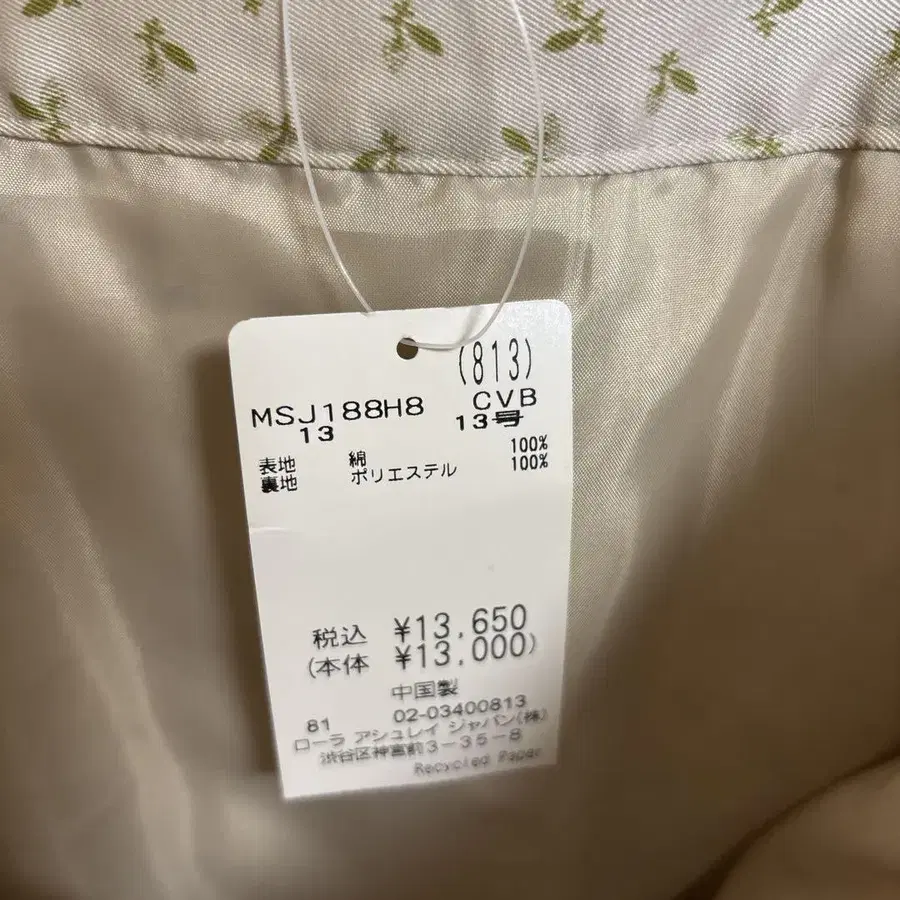 (813)
MSJ188H8 CVB
13 13号
表地 綿 100%
裏地 ポリエステル 100%
税込 ¥13,650
(本体 ¥13,000)
中国製
81 02-03400813
ローラ アシュレイ ジャパン(株)
渋谷区神宮前3-35-8
Recycled Paper